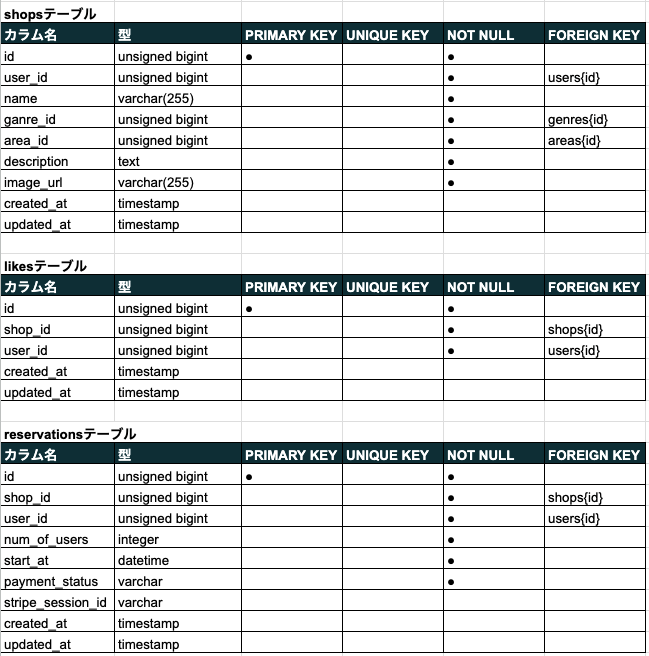 shopsテーブル
カラム名 型 PRIMARY KEY UNIQUE KEY NOT NULL FOREIGN KEY
id unsigned bigint ● ●
user_id unsigned bigint ● users{id}
name varchar(255) ●
ganre_id unsigned bigint ● genres{id}
area_id unsigned bigint ● areas{id}
description text ●
image_url varchar(255) ●
created_at timestamp
updated_at timestamp
likesテーブル
カラム名 型 PRIMARY KEY UNIQUE KEY NOT NULL FOREIGN KEY
id unsigned bigint ● ●
shop_id unsigned bigint ● shops{id}
user_id unsigned bigint ● users{id}
created_at timestamp
updated_at timestamp
reservationsテーブル
カラム名 型 PRIMARY KEY UNIQUE KEY NOT NULL FOREIGN KEY
id unsigned bigint ● ●
shop_id unsigned bigint ● shops{id}
user_id unsigned bigint ● users{id}
num_of_users integer ●
start_at datetime ●
payment_status varchar ●
stripe_session_id varchar
created_at timestamp
updated_at timestamp